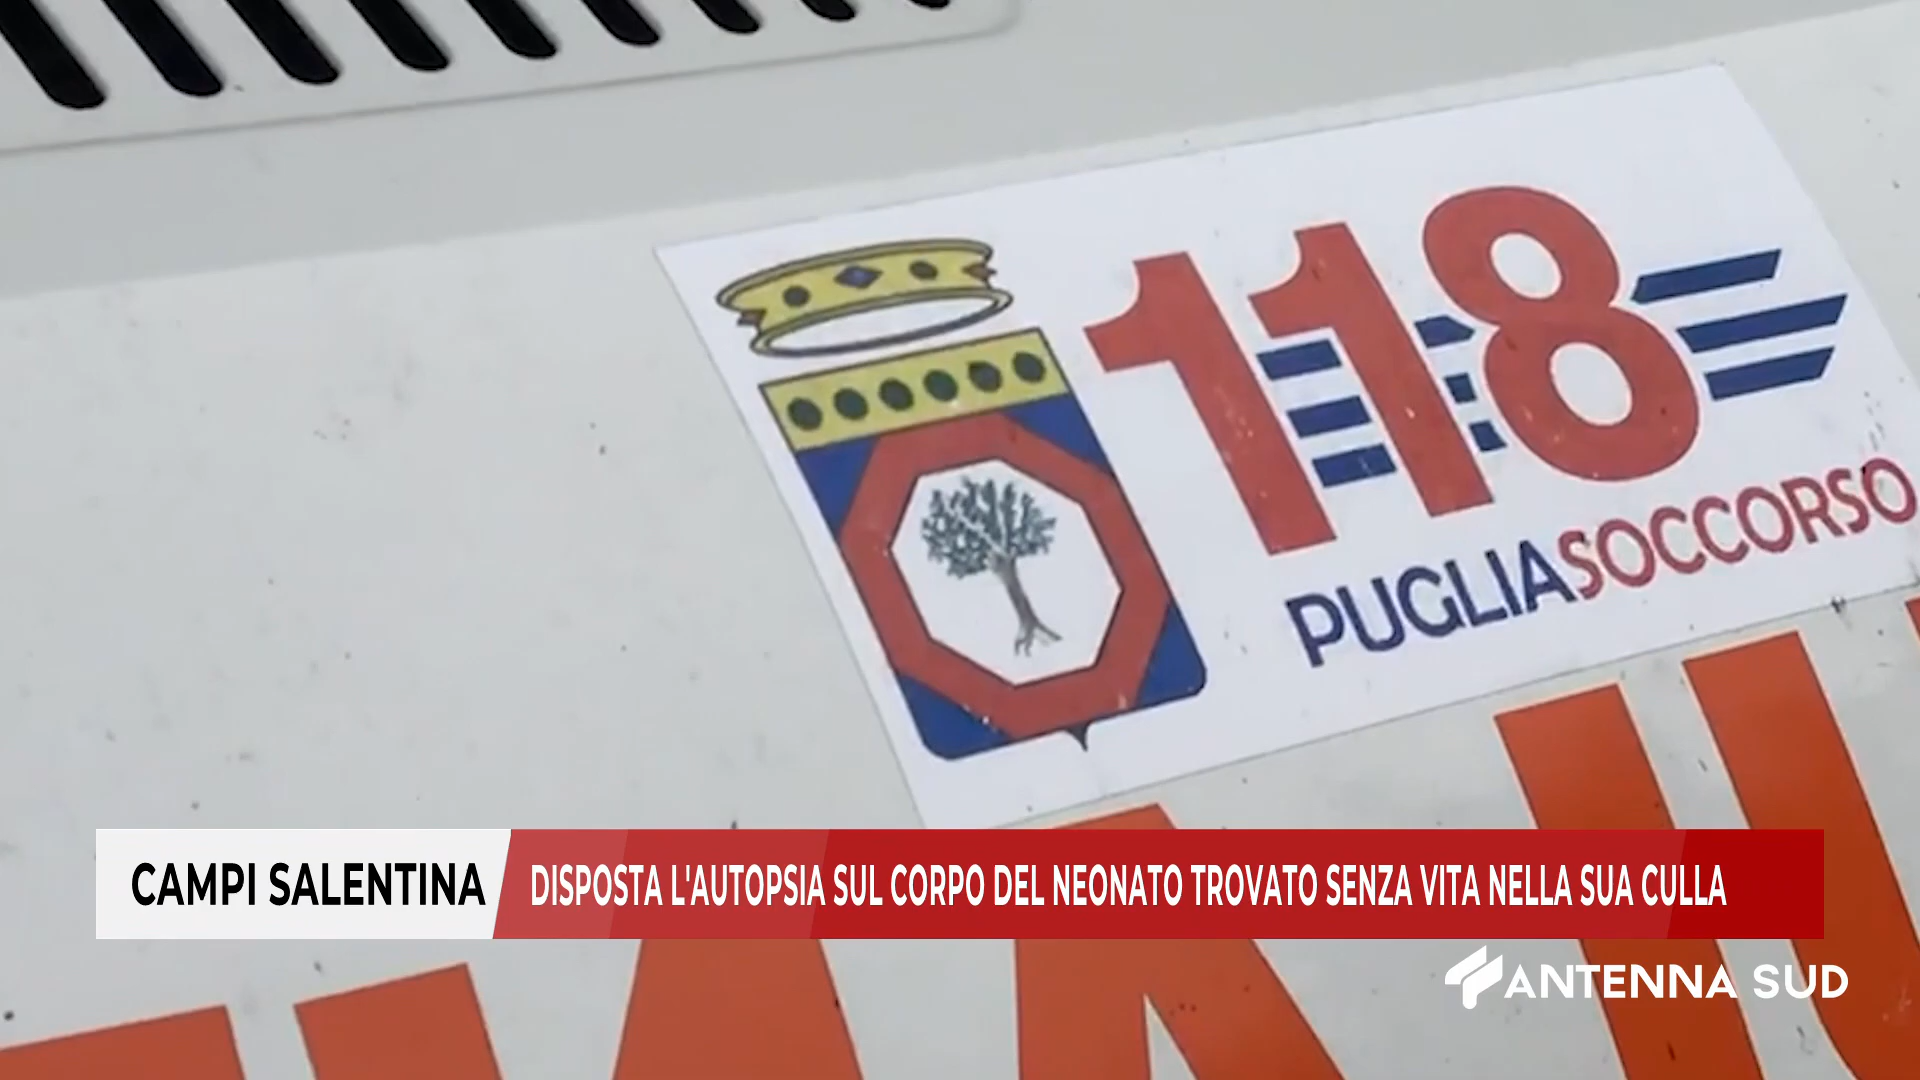 118
PUGLIASOCCORSO
CAMPI SALENTINA
DISPOSTA L'AUTOPSIA SUL CORPO DEL NEONATO TROVATO SENZA VITA NELLA SUA CULLA
ANTENNA SUD